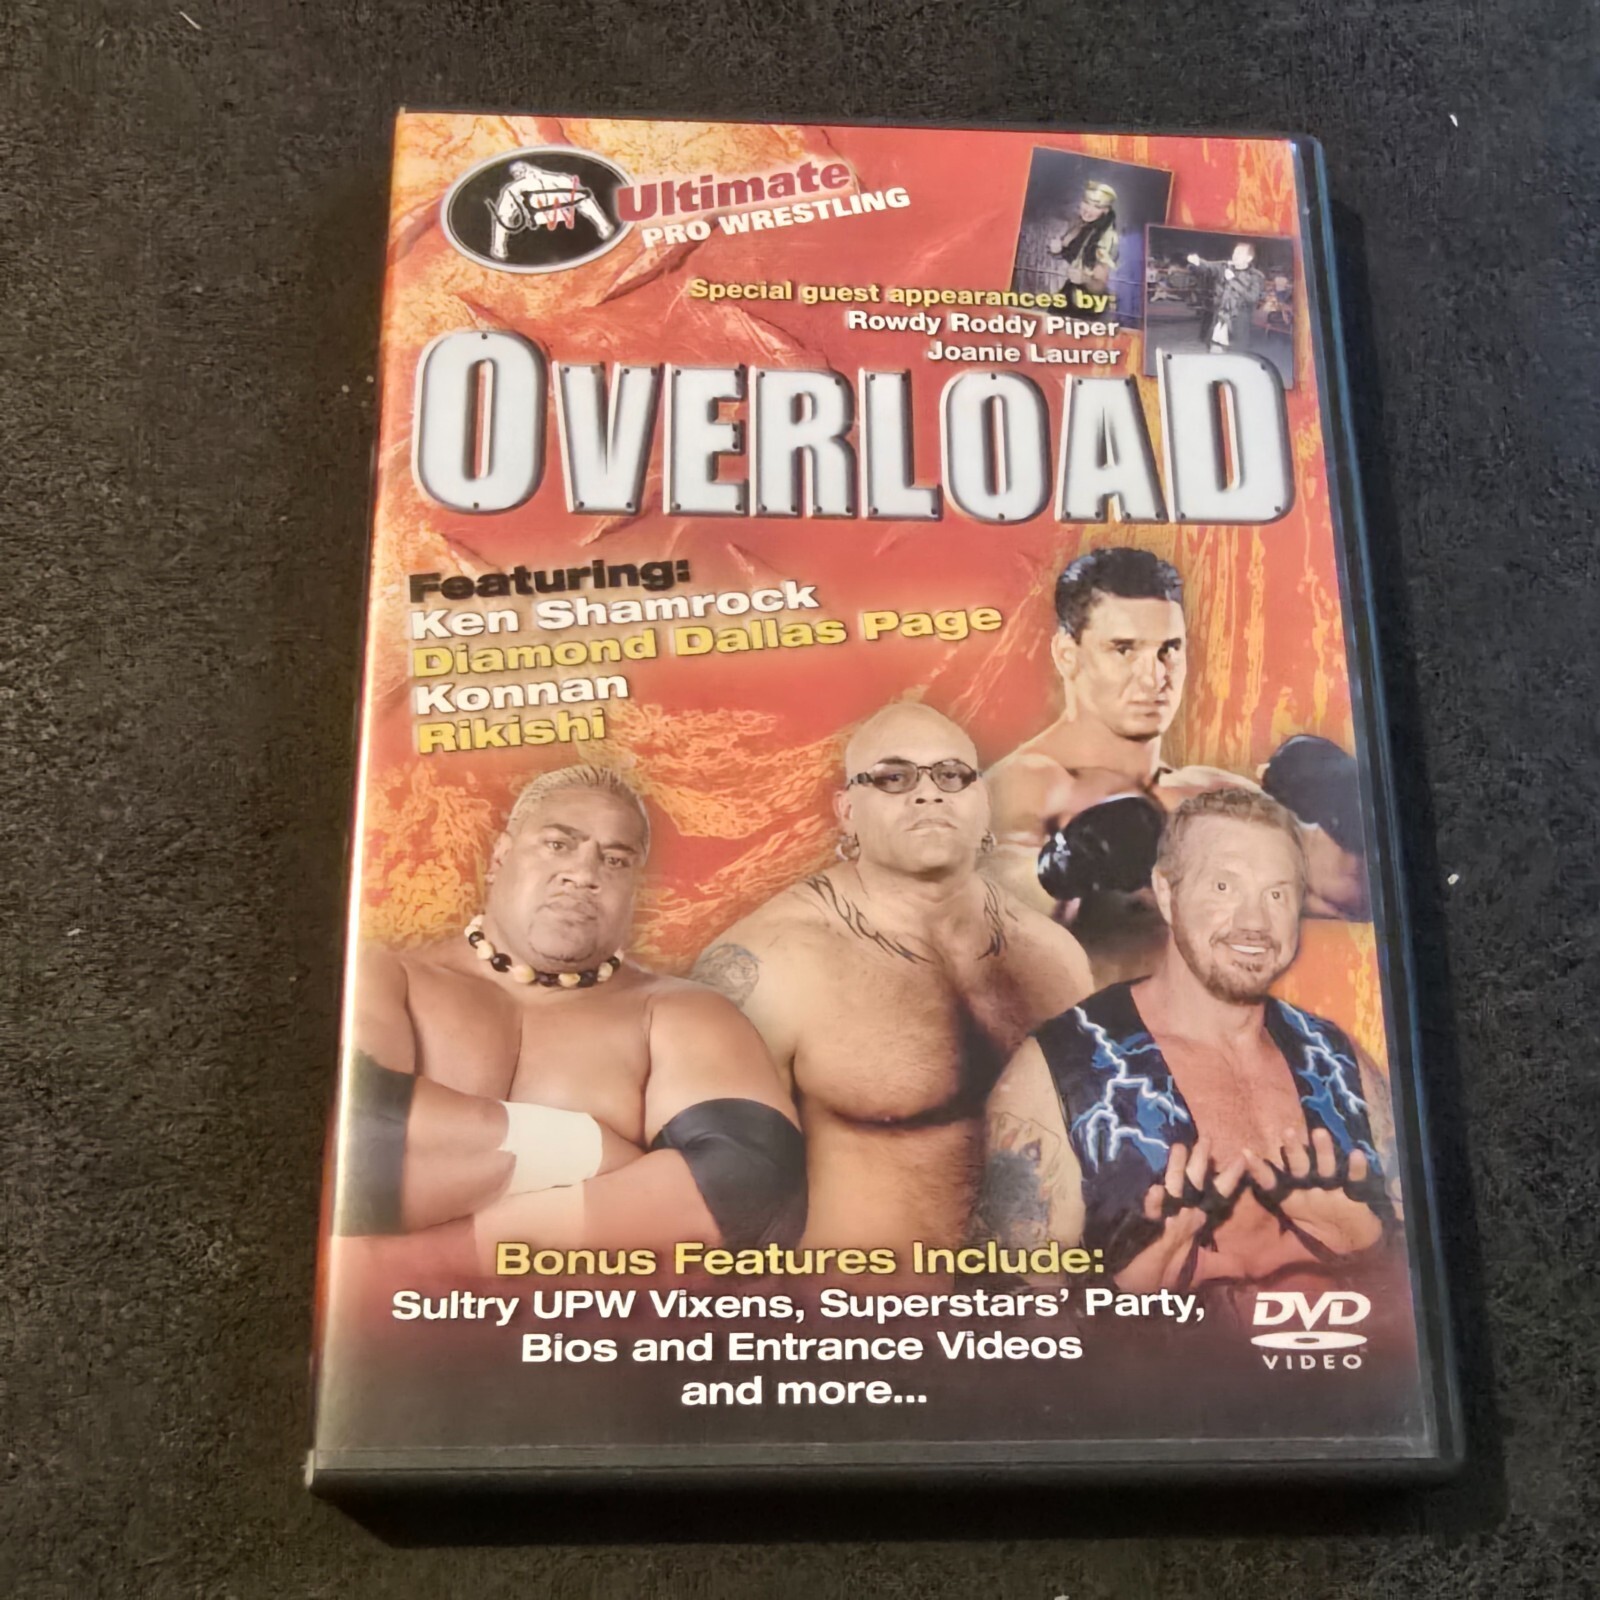 UPW
Ultimate
PRO WRESTLING
Special guest appearances by:
Rowdy Roddy Piper
Joanie Laurer
OVERLOAD
Featuring:
Ken Shamrock
Diamond Dallas Page
Konnan
Rikishi
Bonus Features Include:
Sultry UPW Vixens, Superstars' Party,
Bios and Entrance Videos
and more...
DVD
VIDEO